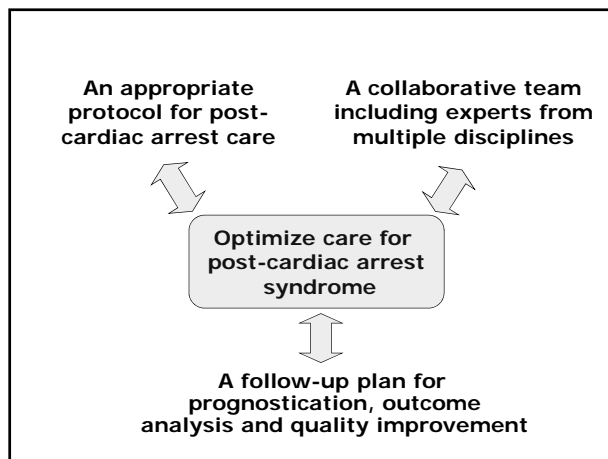 An appropriate
protocol for post-
cardiac arrest care
A collaborative team
including experts from
multiple disciplines
Optimize care for
post-cardiac arrest
syndrome
A follow-up plan for
prognostication, outcome
analysis and quality improvement